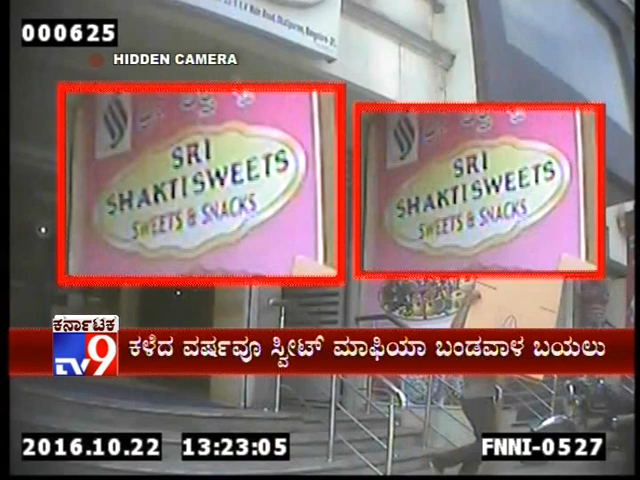 000625
HIDDEN CAMERA
SRI
SHAKTI SWEETS
SWEETS & SNACKS
SRI
SHAKTI SWEETS
SWEETS & SNACKS
ಕರ್ನಾಟಕ
TV9
ಕಳೆದ ವರ್ಷವೂ ಸ್ವೀಟ್ ಮಾಫಿಯಾ ಬಂಡವಾಳ ಬಯಲು
2016.10.22 13:23:05 FNNI-0527